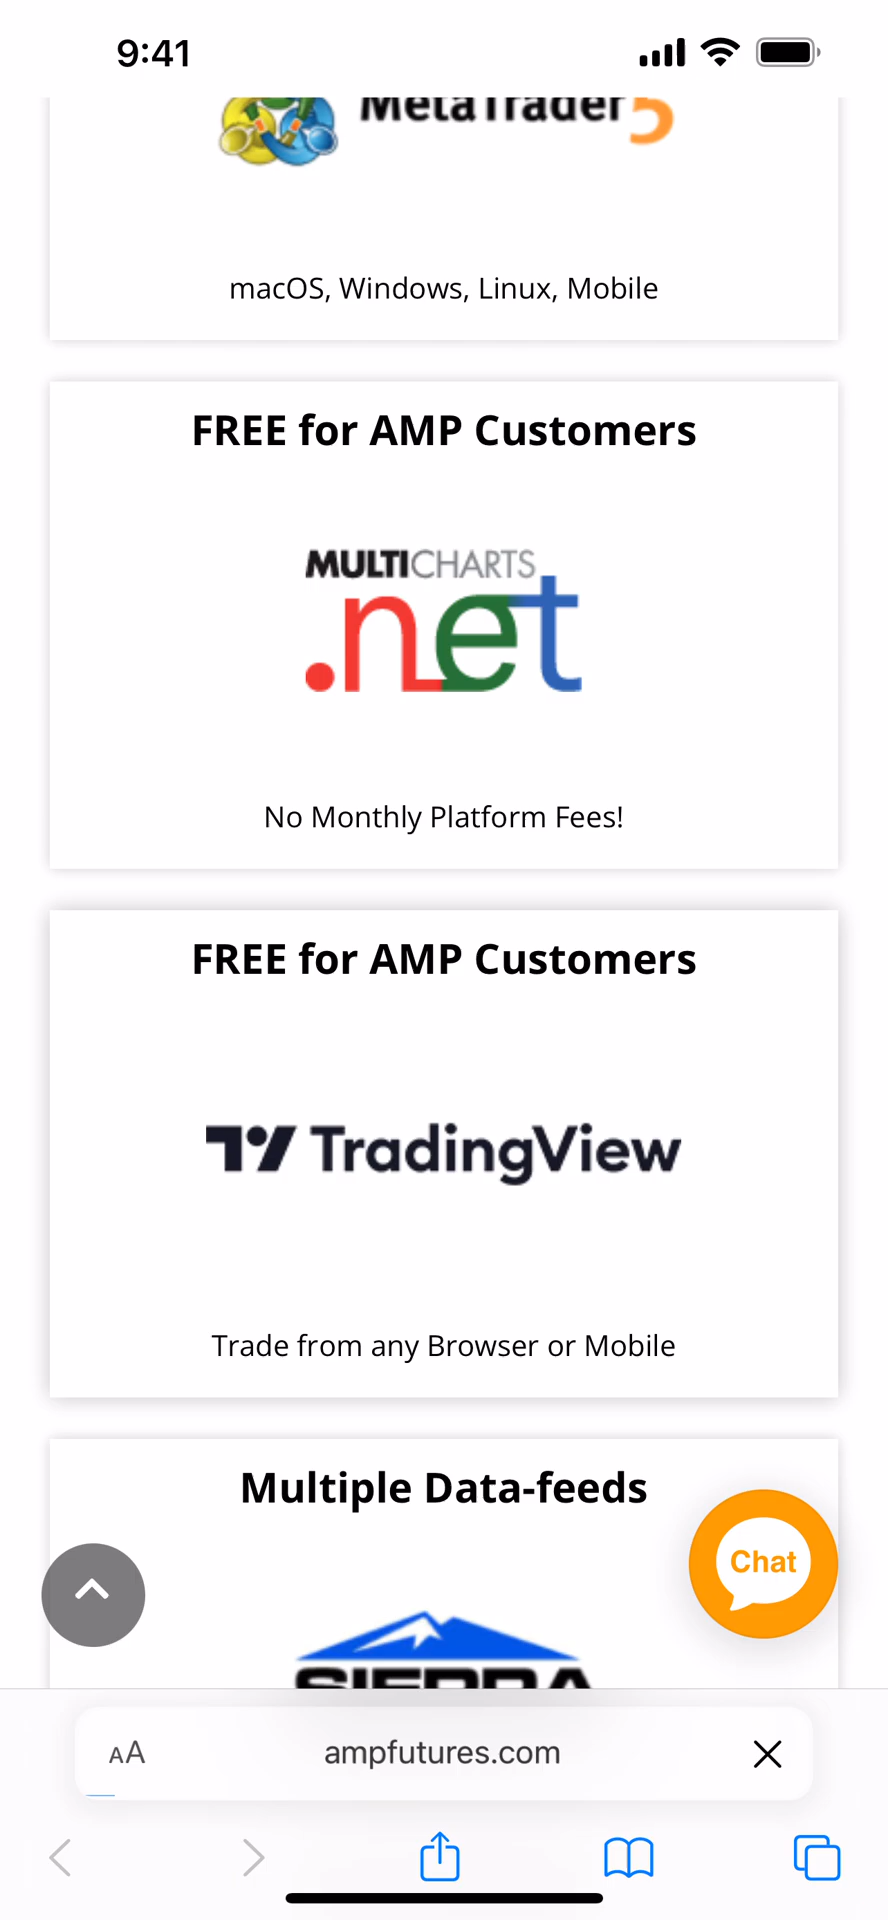 9:41
MetaTrader 5
macOS, Windows, Linux, Mobile
FREE for AMP Customers
MULTICHARTS
.net
No Monthly Platform Fees!
FREE for AMP Customers
TradingView
Trade from any Browser or Mobile
Multiple Data-feeds
Chat
SIERRA
AA
ampfutures.com